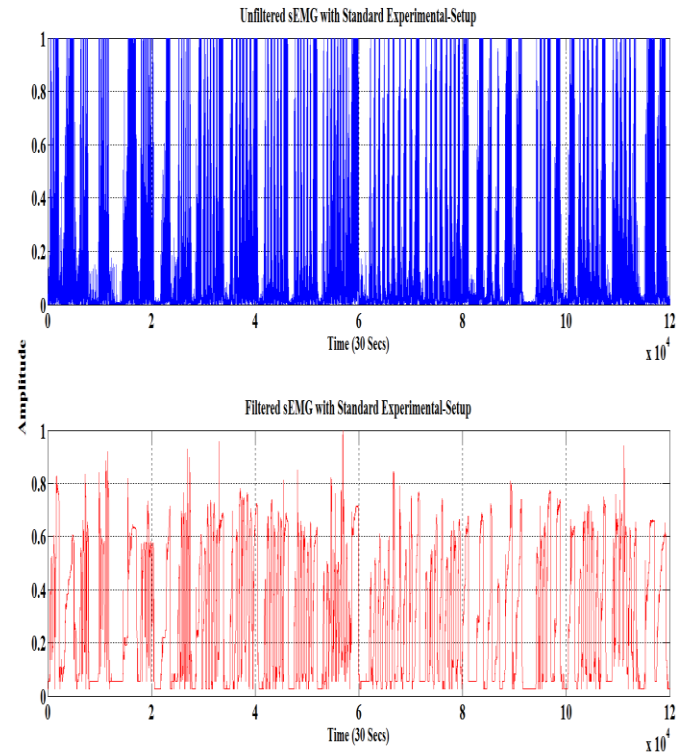 Unfiltered sEMG with Standard Experimental-Setup
1
0.8
0.6
0.4
0.2
0
0 2 4 6 8 10 12
Time (30 Secs)
x 10^4
Amplitude
Filtered sEMG with Standard Experimental-Setup
1
0.8
0.6
0.4
0.2
0
0 2 4 6 8 10 12
Time (30 Secs)
x 10^4